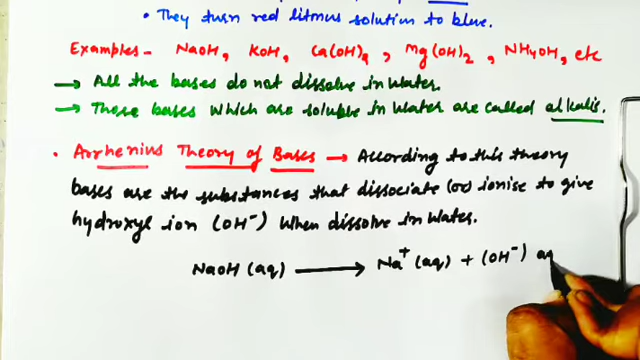 • They turn red litmus solution to blue.
Examples - NaOH, KOH, Ca(OH)2, Mg(OH)2, NH4OH, etc
→ All the bases do not dissolve in water.
→ Those bases which are soluble in water are called alkalis.
• Arrhenius Theory of Bases → According to this theory
bases are the substances that dissociate (or) ionise to give
hydroxyl ion (OH⁻) when dissolve in water.
NaOH (aq) ⟶ Na⁺ (aq) + (OH⁻) aq